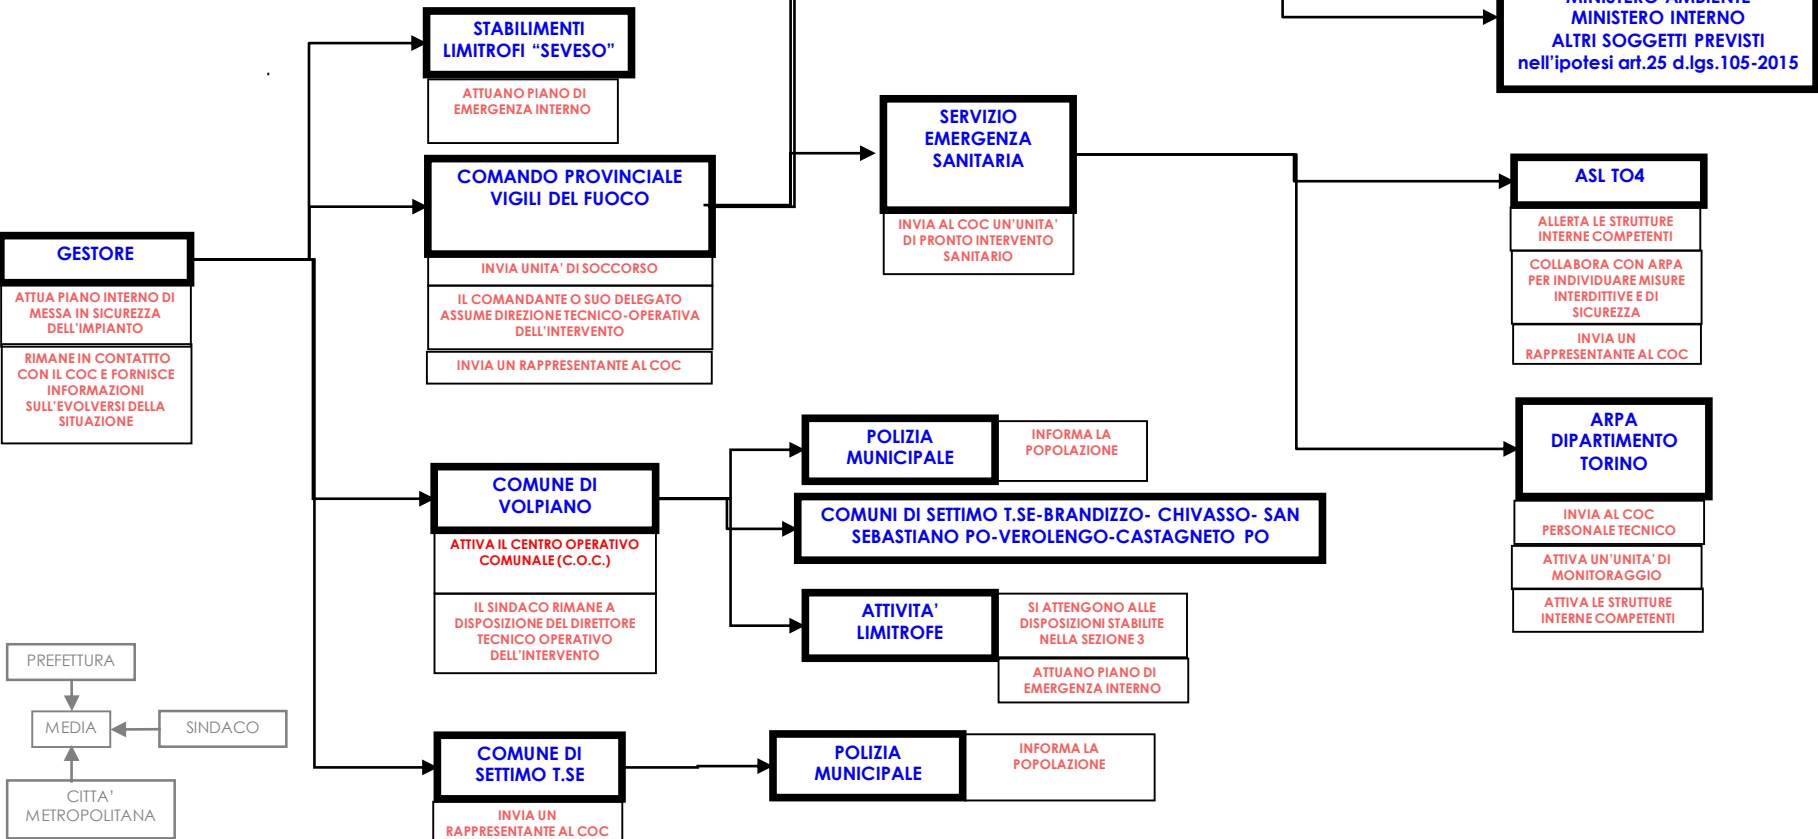 MINISTERO AMBIENTE
MINISTERO INTERNO
ALTRI SOGGETTI PREVISTI
nell'ipotesi art.25 d.lgs.105-2015
STABILIMENTI
LIMITROFI “SEVESO”
ATTUANO PIANO DI
EMERGENZA INTERNO
SERVIZIO
EMERGENZA
SANITARIA
INVIA AL COC UN'UNITA'
DI PRONTO INTERVENTO
SANITARIO
COMANDO PROVINCIALE
VIGILI DEL FUOCO
INVIA UNITA' DI SOCCORSO
IL COMANDANTE O SUO DELEGATO
ASSUME DIREZIONE TECNICO-OPERATIVA
DELL'INTERVENTO
INVIA UN RAPPRESENTANTE AL COC
ASL TO4
ALLERTA LE STRUTTURE
INTERNE COMPETENTI
COLLABORA CON ARPA
PER INDIVIDUARE MISURE
INTERDITTIVE E DI
SICUREZZA
INVIA UN
RAPPRESENTANTE AL COC
GESTORE
ATTUA PIANO INTERNO DI
MESSA IN SICUREZZA
DELL'IMPIANTO
RIMANE IN CONTATTTO
CON IL COC E FORNISCE
INFORMAZIONI
SULL'EVOLVERSI DELLA
SITUAZIONE
ARPA
DIPARTIMENTO
TORINO
INVIA AL COC
PERSONALE TECNICO
ATTIVA UN'UNITA' DI
MONITORAGGIO
ATTIVA LE STRUTTURE
INTERNE COMPETENTI
COMUNE DI
VOLPIANO
ATTIVA IL CENTRO OPERATIVO
COMUNALE (C.O.C.)
IL SINDACO RIMANE A
DISPOSIZIONE DEL DIRETTORE
TECNICO OPERATIVO
DELL'INTERVENTO
POLIZIA
MUNICIPALE
INFORMA LA
POPOLAZIONE
COMUNI DI SETTIMO T.SE-BRANDIZZO- CHIVASSO- SAN
SEBASTIANO PO-VEROLENGO-CASTAGNETO PO
ATTIVITA'
LIMITROFE
SI ATTENGONO ALLE
DISPOSIZIONI STABILITE
NELLA SEZIONE 3
ATTUANO PIANO DI
EMERGENZA INTERNO
PREFETTURA
MEDIA
SINDACO
CITTA'
METROPOLITANA
COMUNE DI
SETTIMO T.SE
INVIA UN
RAPPRESENTANTE AL COC
POLIZIA
MUNICIPALE
INFORMA LA
POPOLAZIONE